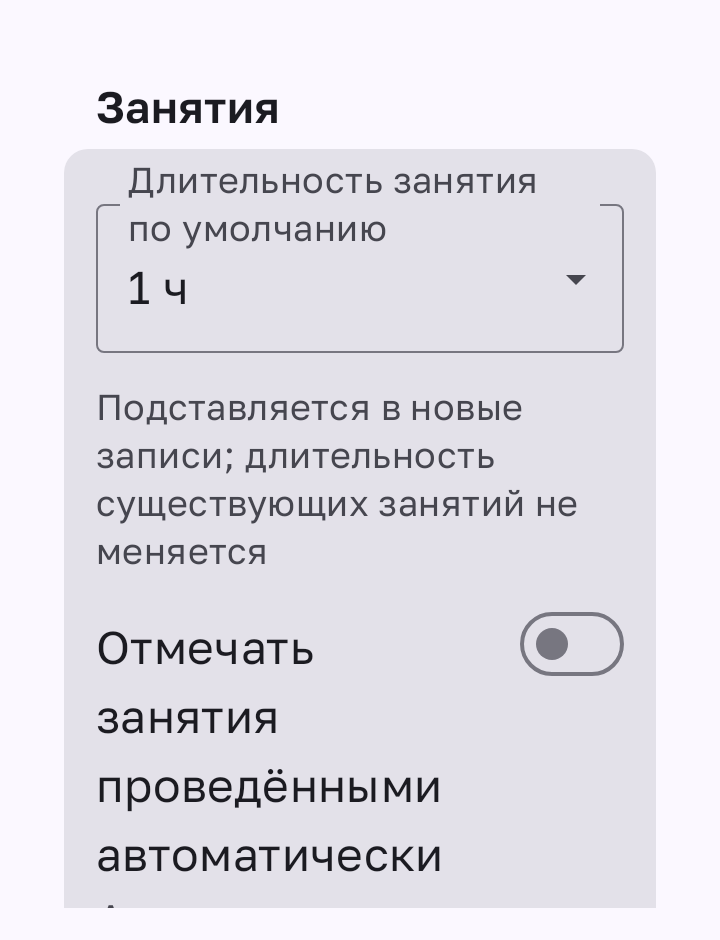 Занятия
Длительность занятия
по умолчанию
1 ч
Подставляется в новые
записи; длительность
существующих занятий не
меняется
Отмечать
занятия
проведёнными
автоматически